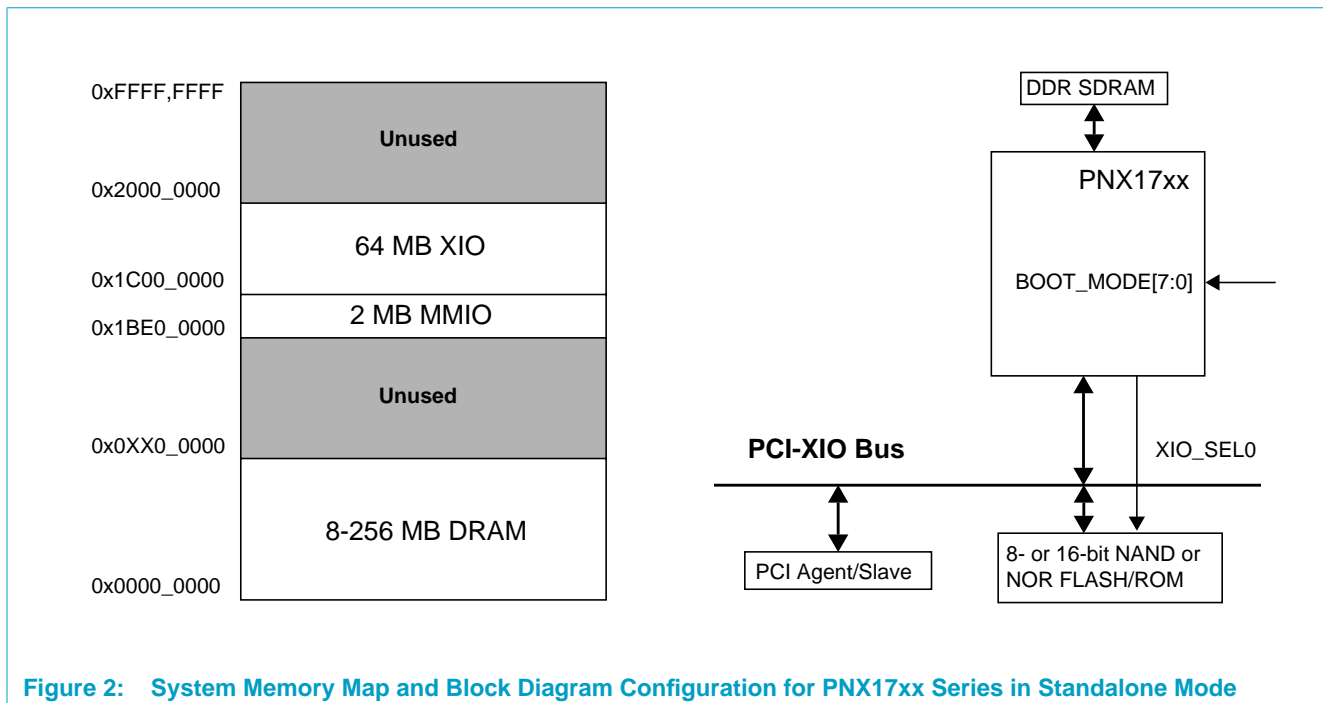 0xFFFF,FFFF
Unused
0x2000_0000
64 MB XIO
0x1C00_0000
2 MB MMIO
0x1BE0_0000
Unused
0x0XX0_0000
8-256 MB DRAM
0x0000_0000
DDR SDRAM
PNX17xx
BOOT_MODE[7:0]
PCI-XIO Bus
XIO_SEL0
PCI Agent/Slave
8- or 16-bit NAND or
NOR FLASH/ROM
Figure 2: System Memory Map and Block Diagram Configuration for PNX17xx Series in Standalone Mode